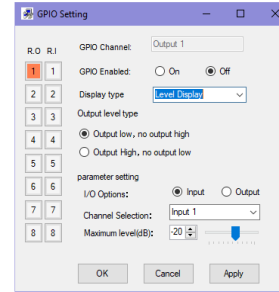 GPIO Setting
R.O R.I
GPIO Channel: Output 1
1 1
GPIO Enabled: On Off
2 2
Display type Level Display
3 3
Output level type
4 4
Output low, no output high
5 5
Output High, no output low
6 6
parameter setting
I/O Options: Input Output
7 7
Channel Selection: Input 1
8 8
Maximum level(dB): -20
OK Cancel Apply